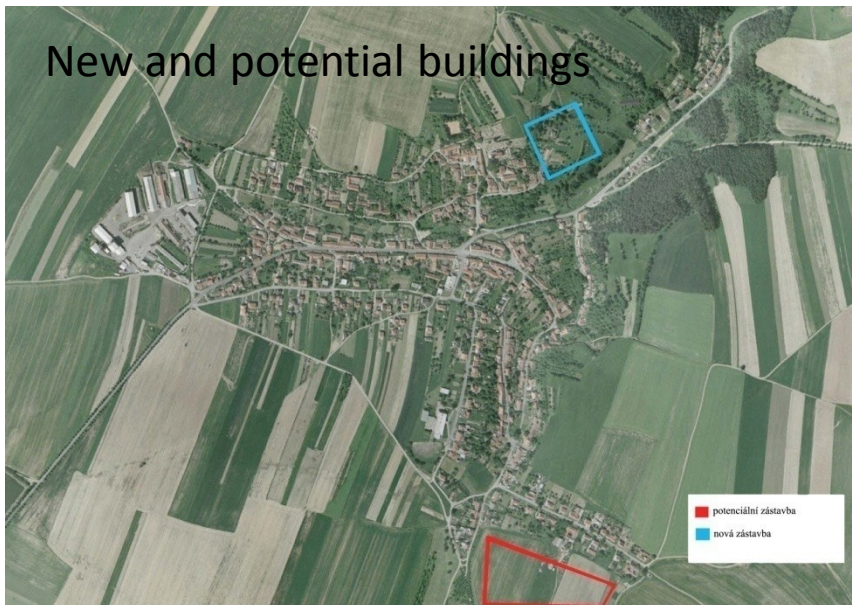 New and potential buildings
potenciální zástavba
nová zástavba